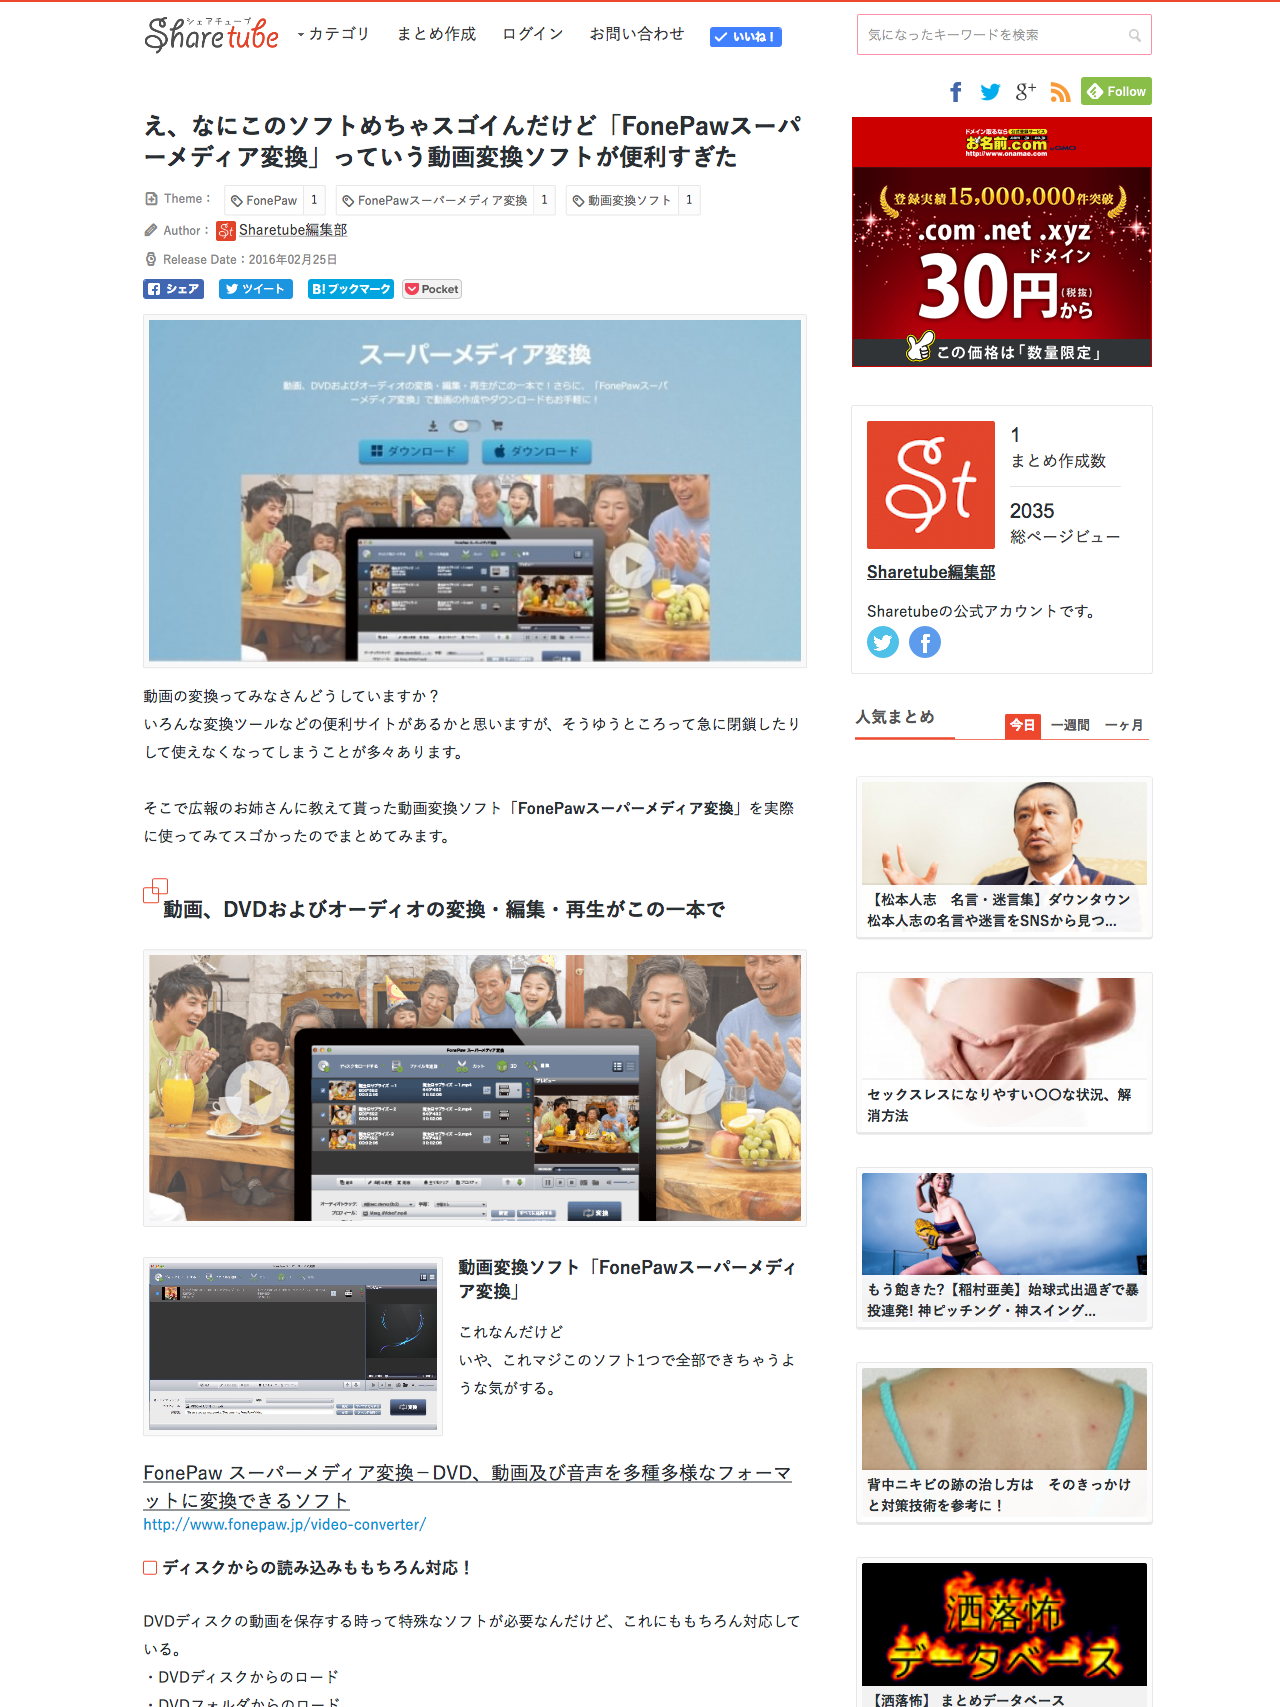 シェアチューブ
Sharetube
カテゴリ
まとめ作成
ログイン
お問い合わせ
いいね！
気になったキーワードを検索
Follow
え、なにこのソフトめちゃスゴイんだけど「FonePawスーパ
ーメディア変換」っていう動画変換ソフトが便利すぎた
Theme：
FonePaw 1
FonePawスーパーメディア変換 1
動画変換ソフト 1
Author：
Sharetube編集部
Release Date：2016年02月25日
シェア
ツイート
B!ブックマーク
Pocket
スーパーメディア変換
動画、DVDおよびオーディオの変換・編集・再生がこの一本で！さらに、「FonePawスーパ
ーメディア変換」で動画の作成やダウンロードもお手軽に！
ダウンロード
ダウンロード
動画の変換ってみなさんどうしていますか？
いろんな変換ツールなどの便利サイトがあるかと思いますが、そうゆうところって急に閉鎖したり
して使えなくなってしまうことが多々あります。
そこで広報のお姉さんに教えて貰った動画変換ソフト「FonePawスーパーメディア変換」を実際
に使ってみてスゴかったのでまとめてみます。
動画、DVDおよびオーディオの変換・編集・再生がこの一本で
FonePaw スーパーメディア変換
ディスクをロードする
カット
3D
プレビュー
変換
動画変換ソフト「FonePawスーパーメディ
ア変換」
これなんだけど
いや、これマジこのソフト1つで全部できちゃうよ
うな気がする。
FonePaw スーパーメディア変換－DVD、動画及び音声を多種多様なフォーマ
ットに変換できるソフト
http://www.fonepaw.jp/video-converter/
ディスクからの読み込みももちろん対応！
DVDディスクの動画を保存する時って特殊なソフトが必要なんだけど、これにももちろん対応して
いる。
・DVDディスクからのロード
・DVDフォルダからのロード
ドメイン取るなら
お名前.com
http://www.onamae.com
登録実績15,000,000件突破
.com .net .xyz
ドメイン
30円(税抜)から
この価格は「数量限定」
St
1
まとめ作成数
2035
総ページビュー
Sharetube編集部
Sharetubeの公式アカウントです。
人気まとめ
今日
一週間
一ヶ月
【松本人志　名言・迷言集】ダウンタウン
松本人志の名言や迷言をSNSから見つ...
セックスレスになりやすい〇〇な状況、解
消方法
もう飽きた?【稲村亜美】始球式出過ぎで暴
投連発! 神ピッチング・神スイング...
背中ニキビの跡の治し方は　そのきっかけ
と対策技術を参考に！
洒落怖
データベース
【洒落怖】 まとめデータベース